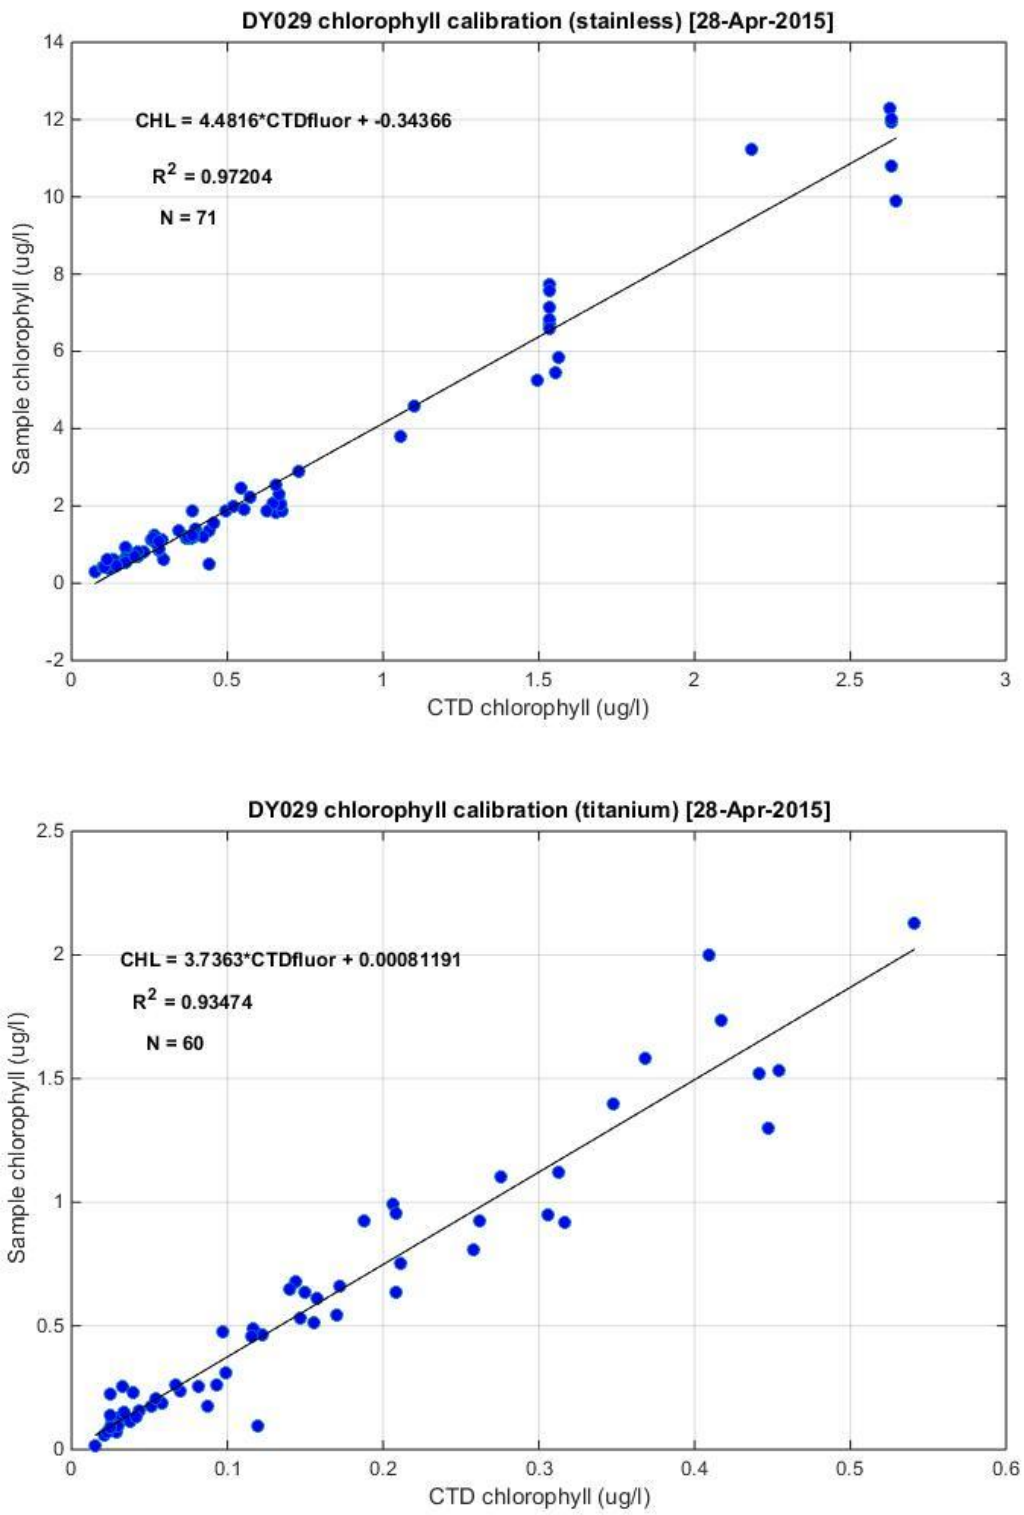 DY029 chlorophyll calibration (stainless) [28-Apr-2015]
14
12
10
8
6
4
2
0
-2
CHL = 4.4816*CTDfluor + -0.34366
R² = 0.97204
N = 71
Sample chlorophyll (ug/l)
0 0.5 1 1.5 2 2.5 3
CTD chlorophyll (ug/l)
DY029 chlorophyll calibration (titanium) [28-Apr-2015]
2.5
2
1.5
1
0.5
0
CHL = 3.7363*CTDfluor + 0.00081191
R² = 0.93474
N = 60
Sample chlorophyll (ug/l)
0 0.1 0.2 0.3 0.4 0.5 0.6
CTD chlorophyll (ug/l)